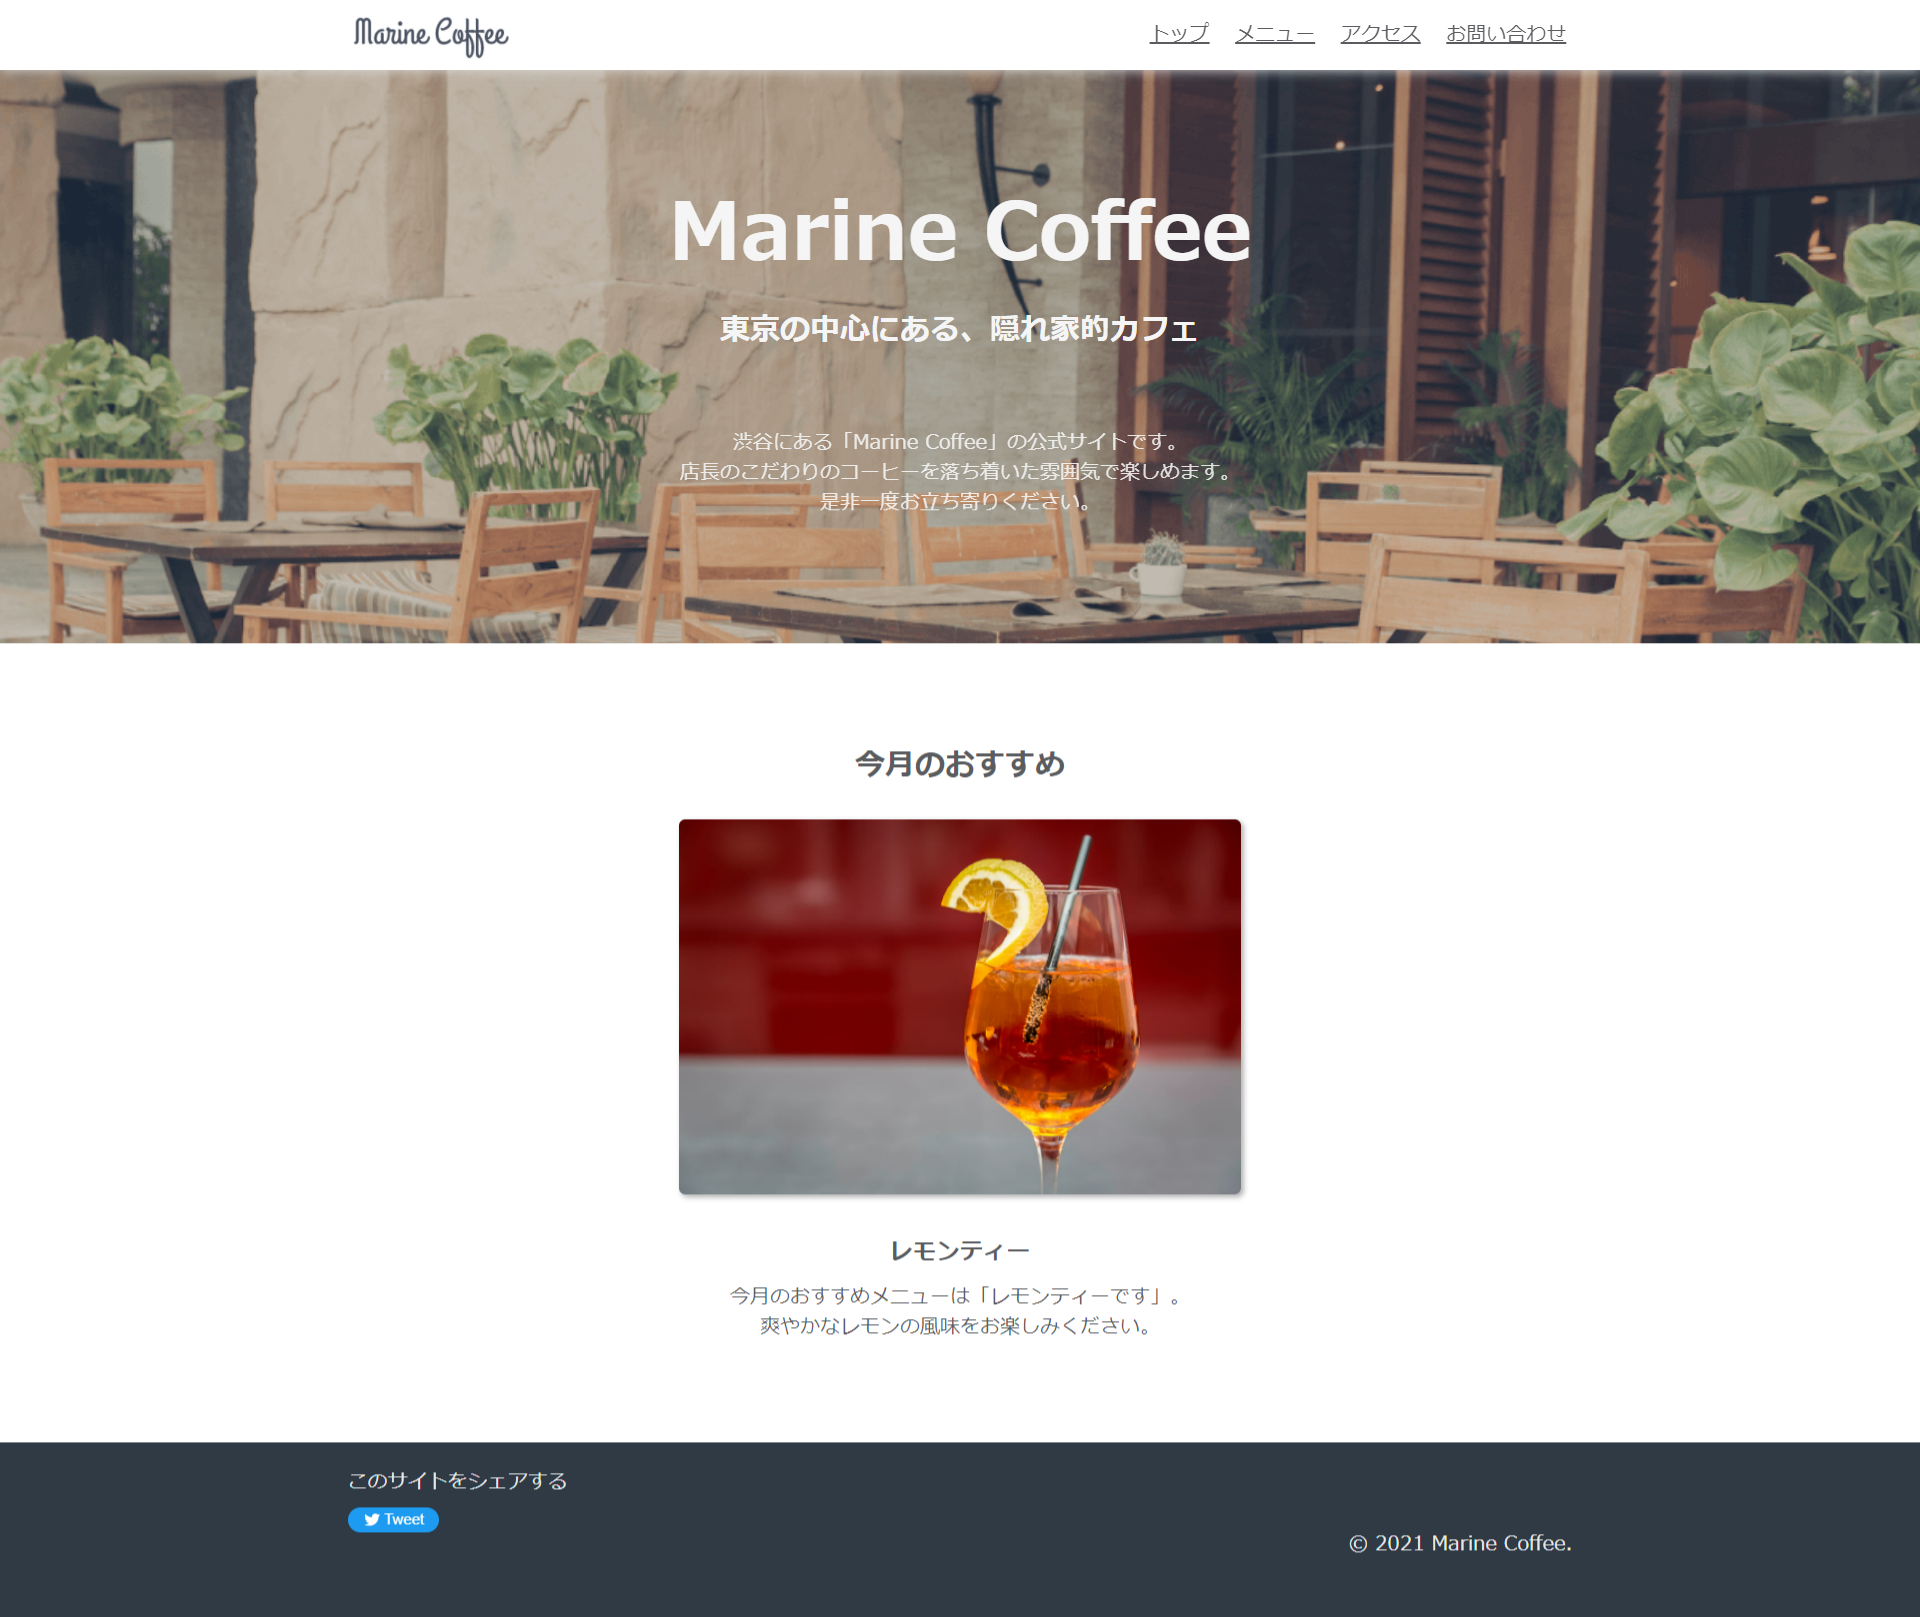 Marine Coffee
トップ メニュー アクセス お問い合わせ
Marine Coffee
東京の中心にある、隠れ家的カフェ
渋谷にある「Marine Coffee」の公式サイトです。
店長のこだわりのコーヒーを落ち着いた雰囲気で楽しめます。
是非一度お立ち寄りください。
今月のおすすめ
レモンティー
今月のおすすめメニューは「レモンティーです」。
爽やかなレモンの風味をお楽しみください。
このサイトをシェアする
Tweet
© 2021 Marine Coffee.